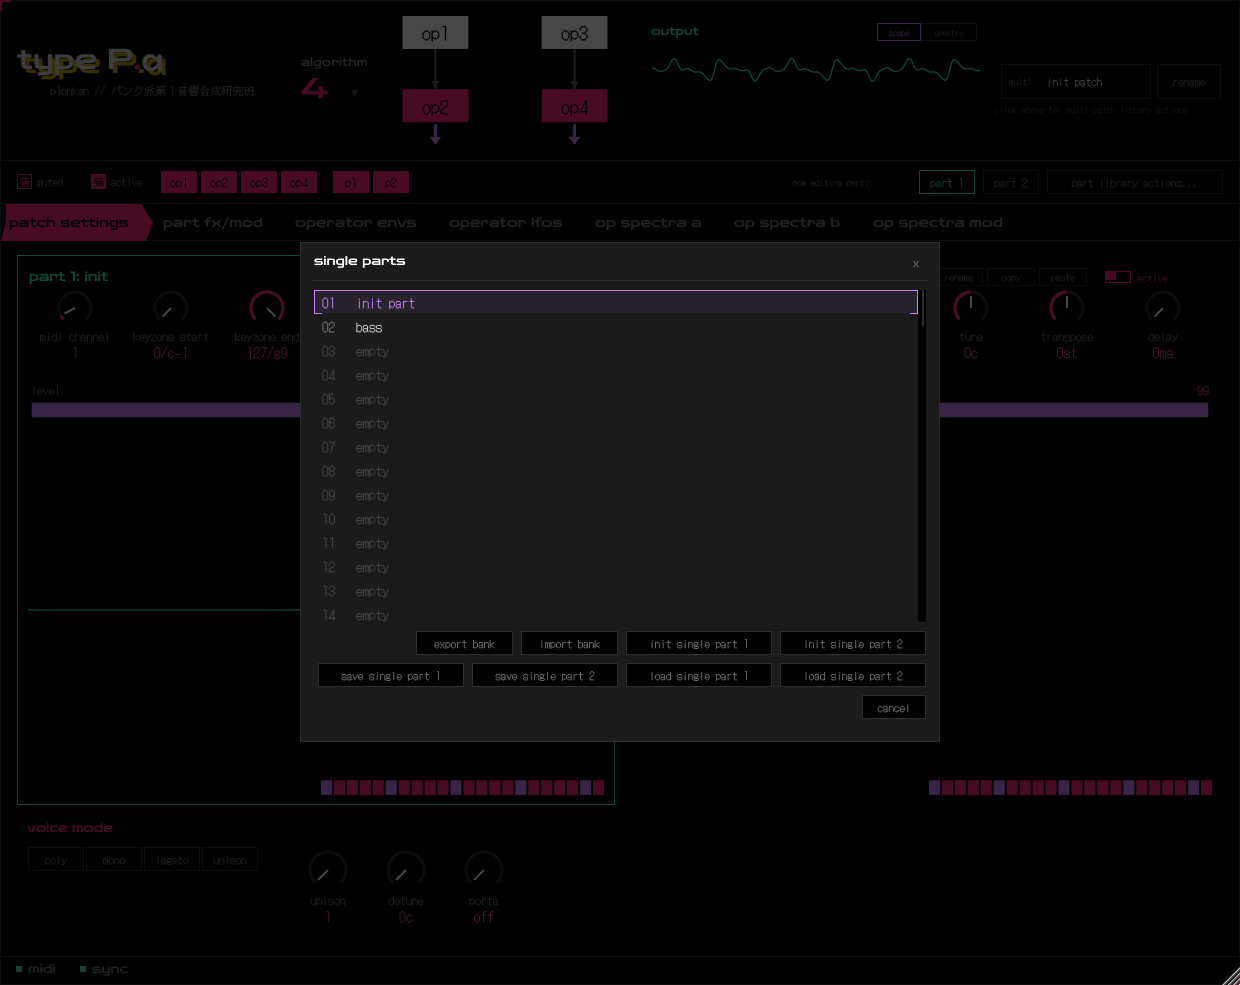 type P.a
plonken // パンク派第1音響合成研究班
algorithm
4
op1
op3
op2
op4
output
scope
spectra
multi
init patch
rename
click above for multi-patch library actions
muted
active
op1
op2
op3
op4
p1
p2
now editing part:
part 1
part 2
part library actions...
patch settings
part fx/mod
operator envs
operator lfos
op spectra a
op spectra b
op spectra mod
part 1: init
rename
copy
paste
active
midi channel
1
keyzone start
0/c-1
keyzone end
127/g9
tune
0c
transpose
0st
delay
0ms
level
99
single parts
x
01 init part
02 bass
03 empty
04 empty
05 empty
06 empty
07 empty
08 empty
09 empty
10 empty
11 empty
12 empty
13 empty
14 empty
export bank
import bank
init single part 1
init single part 2
save single part 1
save single part 2
load single part 1
load single part 2
cancel
voice mode
poly
mono
legato
unison
unison
1
detune
0c
porta
off
midi
sync